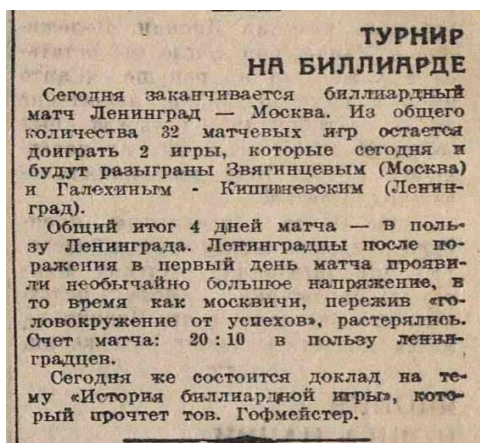 ТУРНИР
НА БИЛЛИАРДЕ
Сегодня заканчивается биллиардный
матч Ленинград — Москва. Из общего
количества 32 матчевых игр остается
доиграть 2 игры, которые сегодня и
будут разыграны Звягинцевым (Москва)
и Галехиным - Кишиневским (Ленин-
град).
Общий итог 4 дней матча — в поль-
зу Ленинграда. Ленинградцы после по-
ражения в первый день матча прояви-
ли необычайно большое напряжение, в
то время как москвичи, пережив «го-
ловокружение от успехов», растерялись.
Счет матча: 20:10 в пользу ленин-
градцев.
Сегодня же состоится доклад на те-
му «История биллиардной игры», кото-
рый прочтет тов. Гофмейстер.